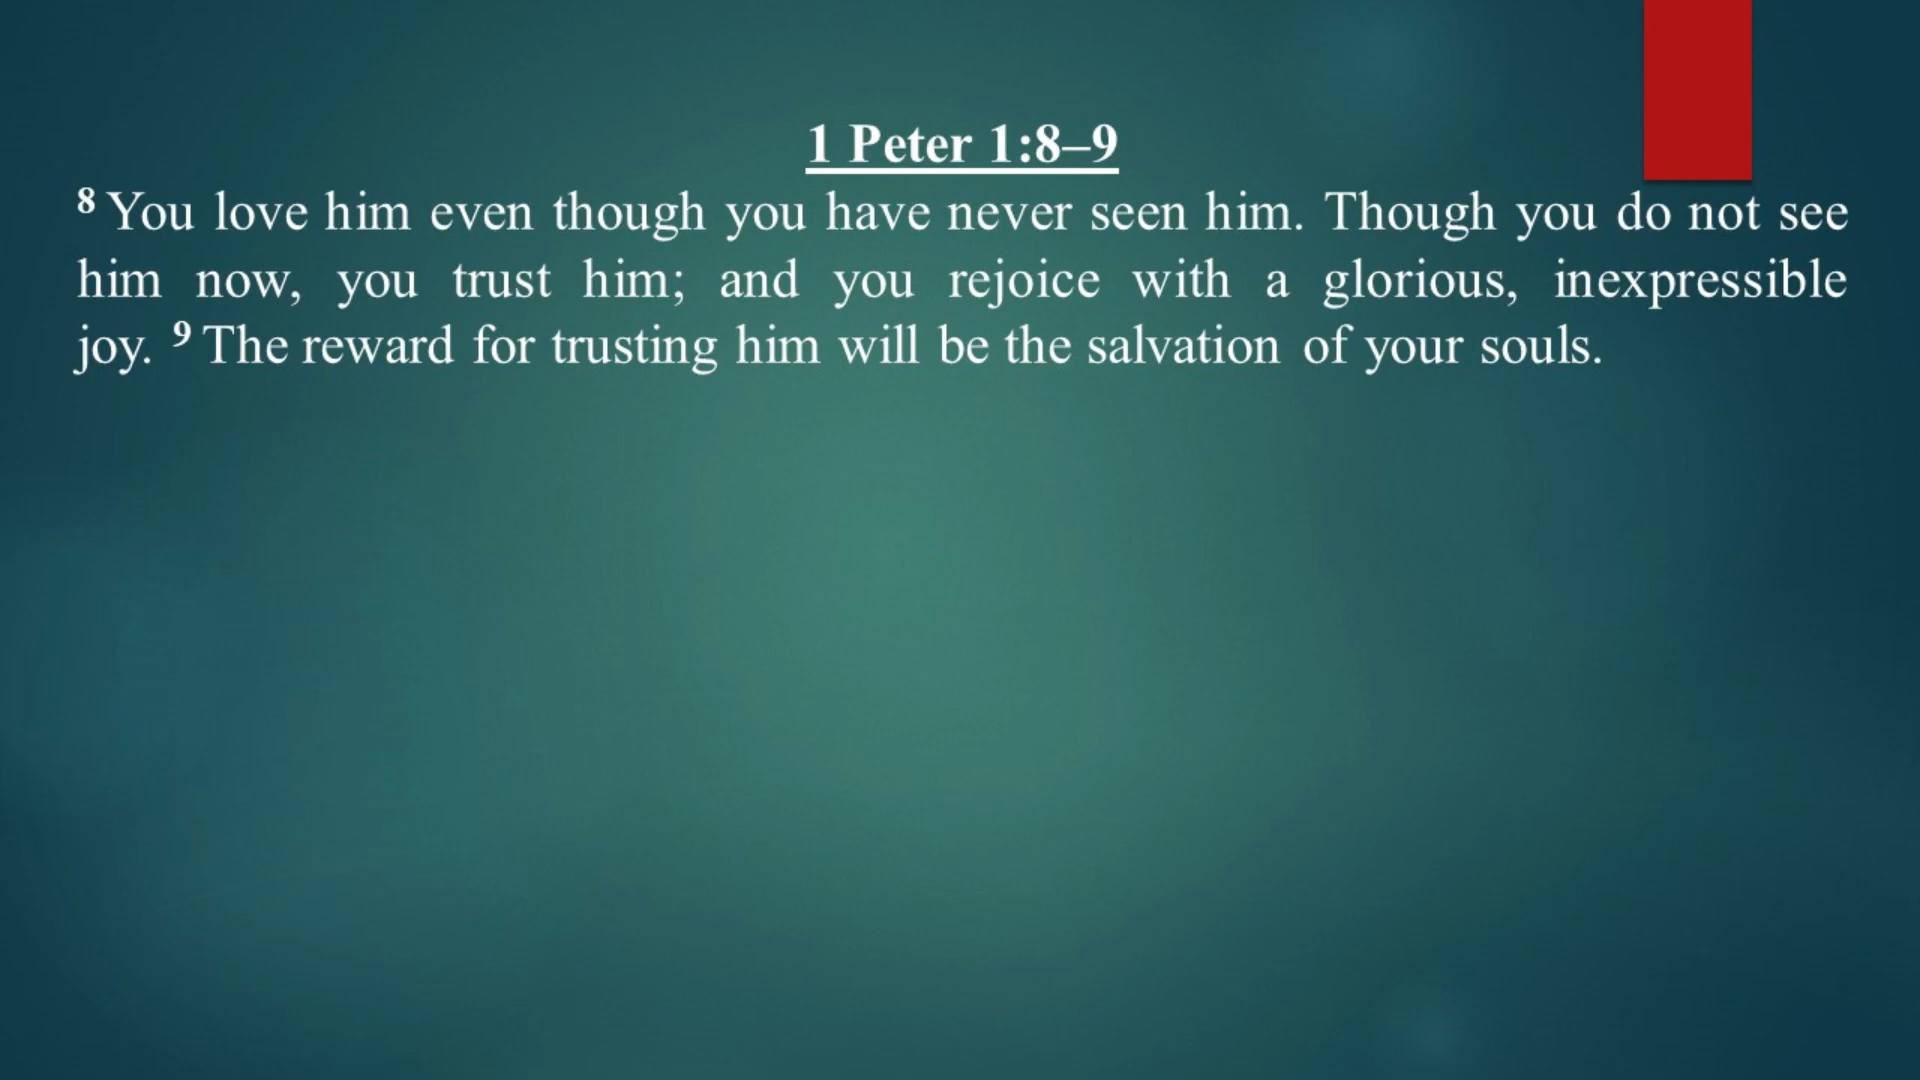 1 Peter 1:8–9
8 You love him even though you have never seen him. Though you do not see
him now, you trust him; and you rejoice with a glorious, inexpressible
joy. 9 The reward for trusting him will be the salvation of your souls.